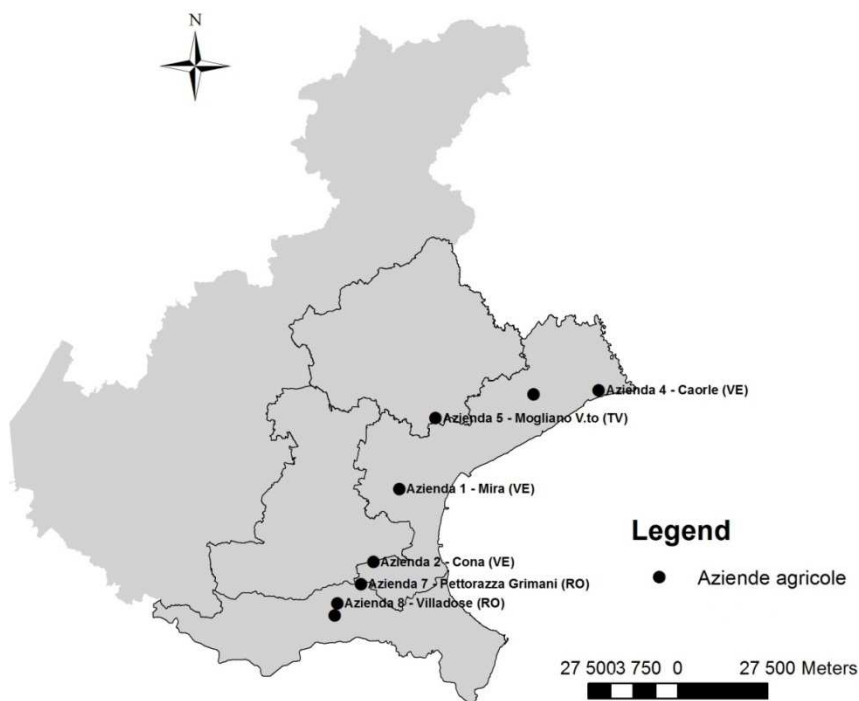 N
Azienda 4 - Caorle (VE)
Azienda 5 - Mogliano V.to (TV)
Azienda 1 - Mira (VE)
Legend
Azienda 2 - Cona (VE)
Aziende agricole
Azienda 7 - Pettorazza Grimani (RO)
Azienda 8 - Villadose (RO)
27 5003 750 0 27 500 Meters